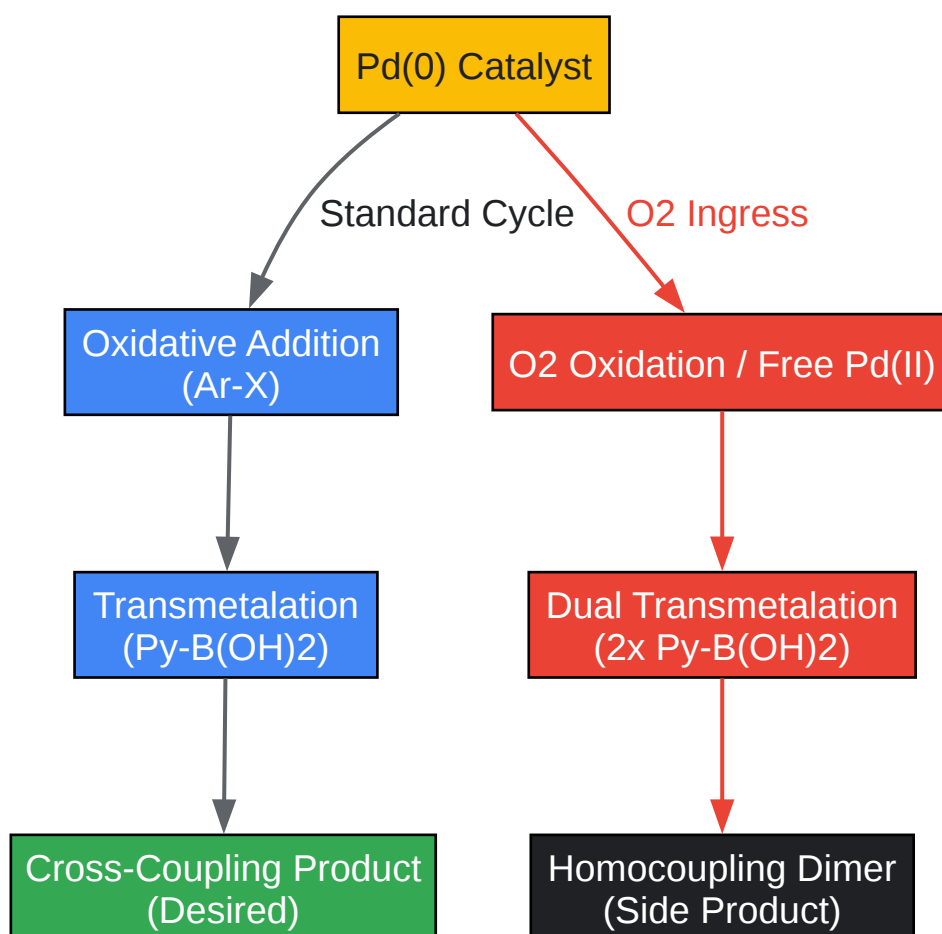 Pd(0) Catalyst
Standard Cycle
O2 Ingress
Oxidative Addition
(Ar-X)
O2 Oxidation / Free Pd(II)
Transmetalation
(Py-B(OH)2)
Dual Transmetalation
(2x Py-B(OH)2)
Cross-Coupling Product
(Desired)
Homocoupling Dimer
(Side Product)